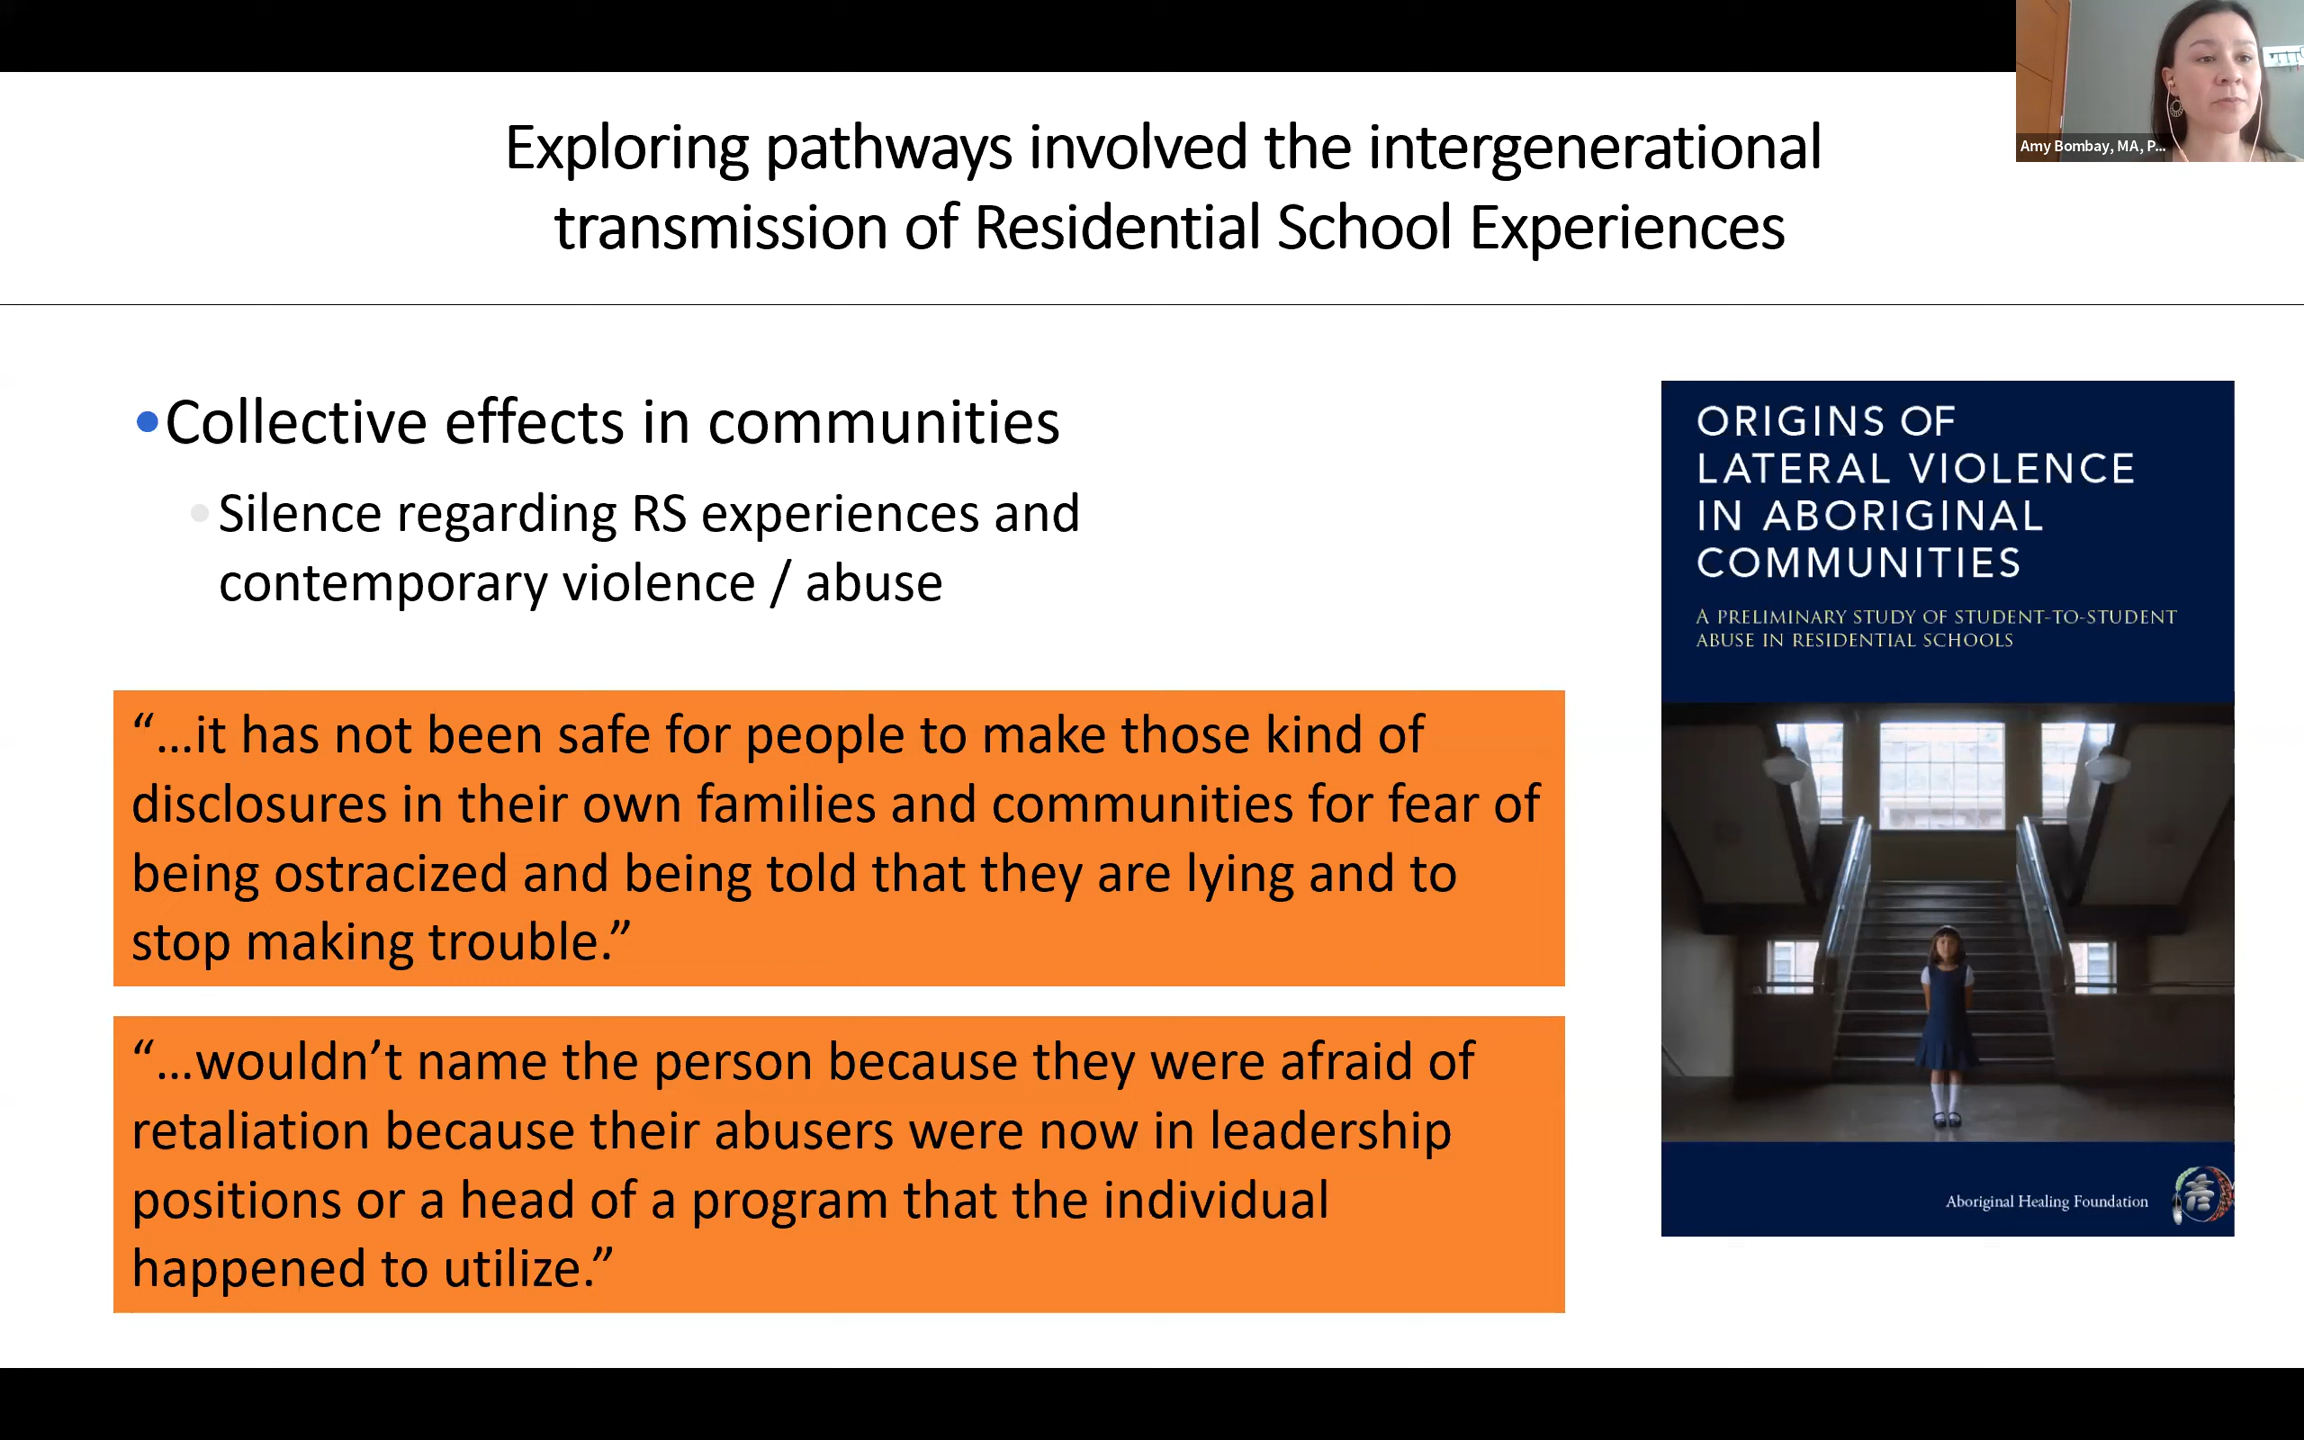 Exploring pathways involved the intergenerational
transmission of Residential School Experiences
Amy Bombay, MA, P...
•Collective effects in communities
•Silence regarding RS experiences and
contemporary violence / abuse
“…it has not been safe for people to make those kind of
disclosures in their own families and communities for fear of
being ostracized and being told that they are lying and to
stop making trouble.”
“…wouldn’t name the person because they were afraid of
retaliation because their abusers were now in leadership
positions or a head of a program that the individual
happened to utilize.”
ORIGINS OF
LATERAL VIOLENCE
IN ABORIGINAL
COMMUNITIES
A PRELIMINARY STUDY OF STUDENT-TO-STUDENT
ABUSE IN RESIDENTIAL SCHOOLS
Aboriginal Healing Foundation